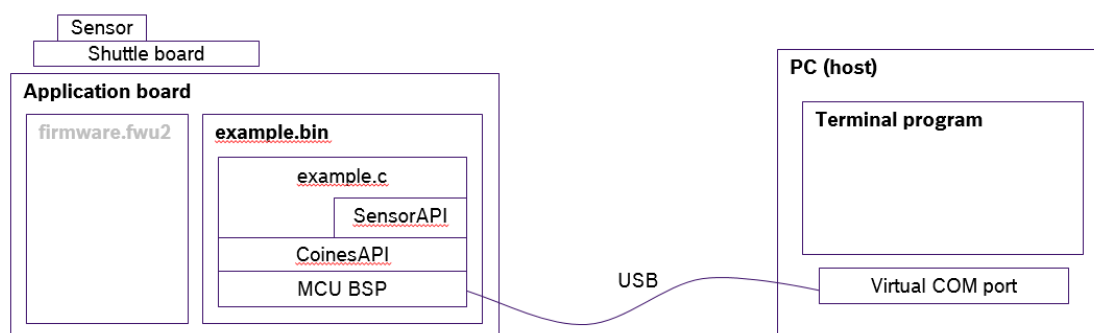 Sensor
Shuttle board
Application board
firmware.fwu2
example.bin
example.c
SensorAPI
CoinesAPI
MCU BSP
USB
PC (host)
Terminal program
Virtual COM port